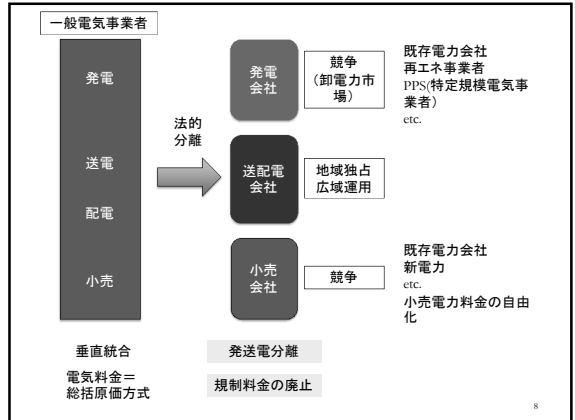 一般電気事業者
発電
送電
配電
小売
垂直統合
電気料金＝
総括原価方式
法的
分離
発電
会社
競争
（卸電力市
場）
既存電力会社
再エネ事業者
PPS(特定規模電気事
業者）
etc.
送配電
会社
地域独占
広域運用
小売
会社
競争
既存電力会社
新電力
etc.
小売電力料金の自由
化
発送電分離
規制料金の廃止
8